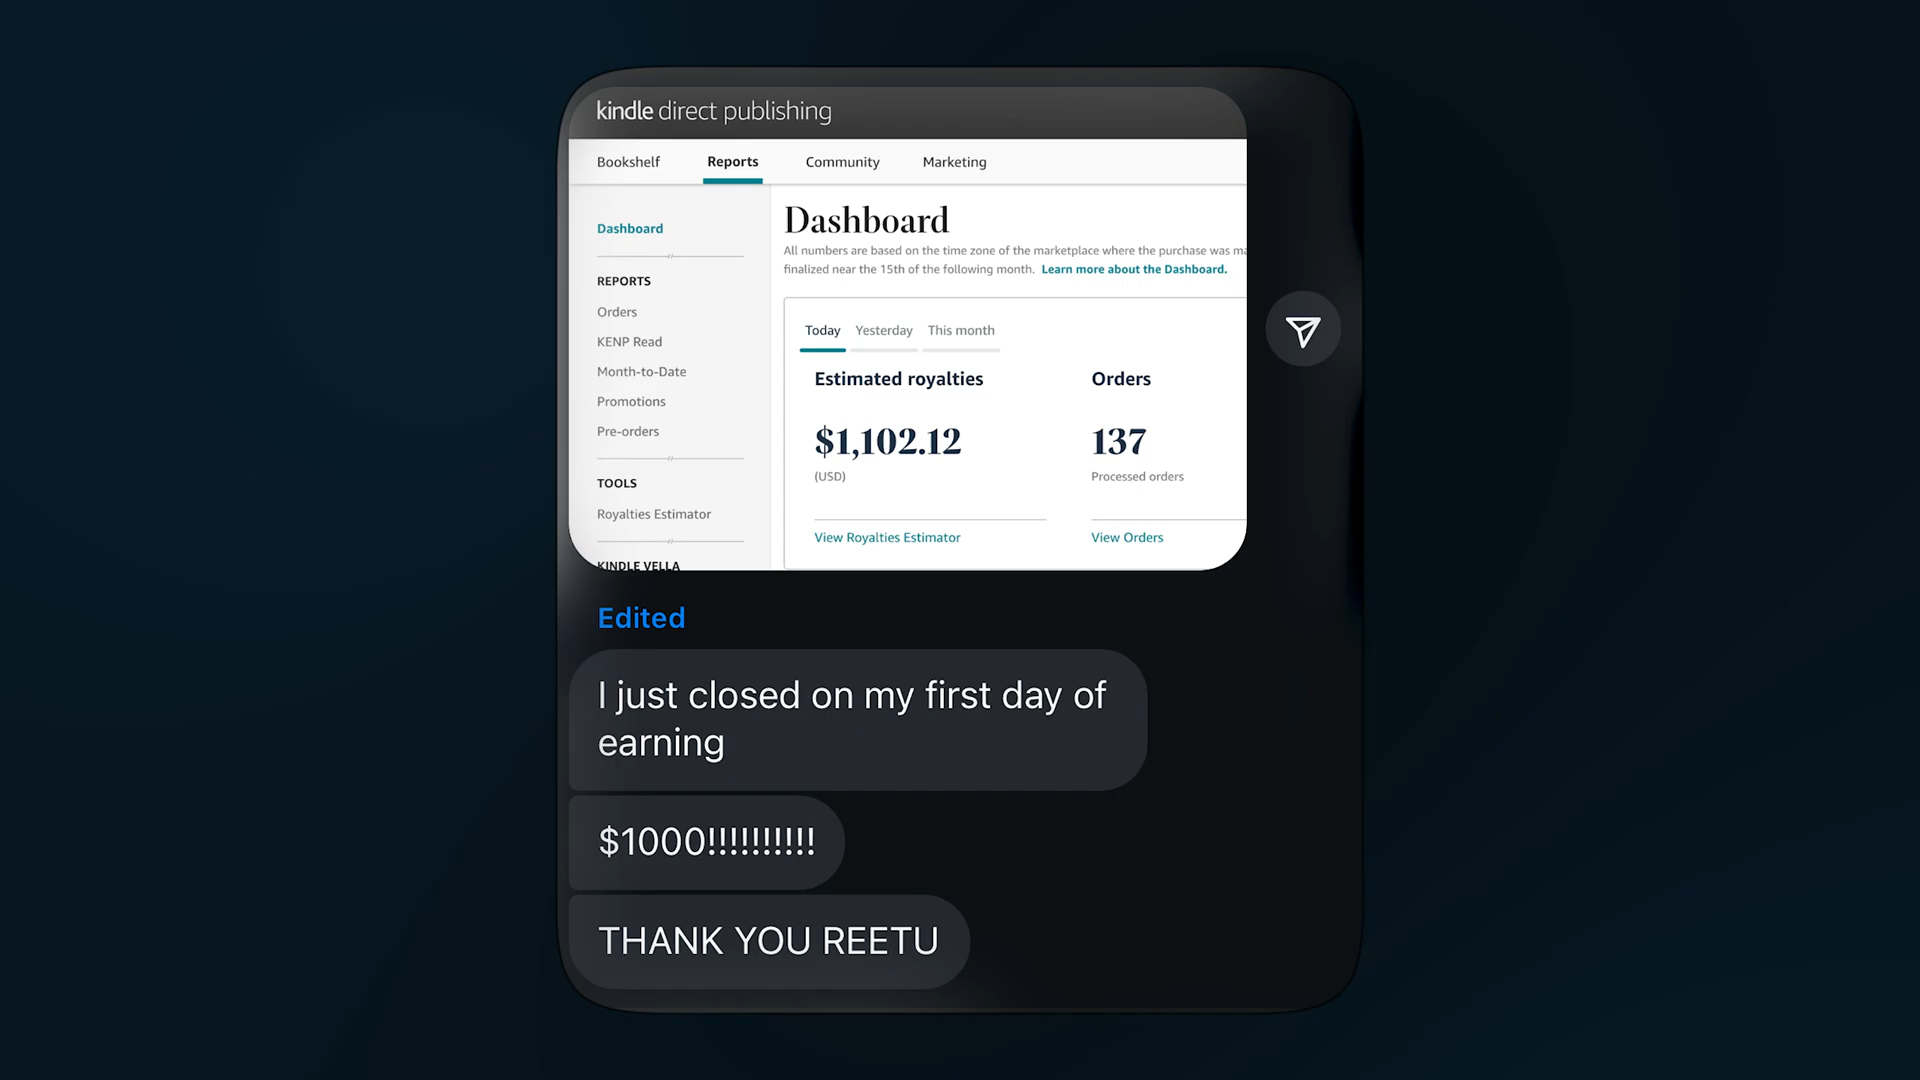 kindle direct publishing
Bookshelf Reports Community Marketing
Dashboard
REPORTS
Orders
KENP Read
Month-to-Date
Promotions
Pre-orders
TOOLS
Royalties Estimator
KINDLE VELLA
Dashboard
All numbers are based on the time zone of the marketplace where the purchase was
finalized near the 15th of the following month. Learn more about the Dashboard.
Today Yesterday This month
Estimated royalties Orders
$1,102.12 137
(USD) Processed orders
View Royalties Estimator View Orders
Edited
I just closed on my first day of
earning
$1000!!!!!!!!!!
THANK YOU REETU